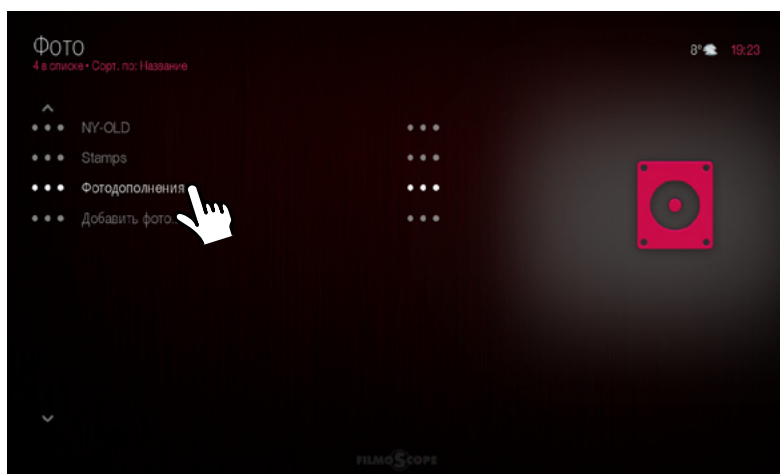 Фото
8° 19:23
4 в списке • Сорт. по: Название
NY-OLD
Stamps
Фотодополнения
Добавить фото...
FILMOSCOPE